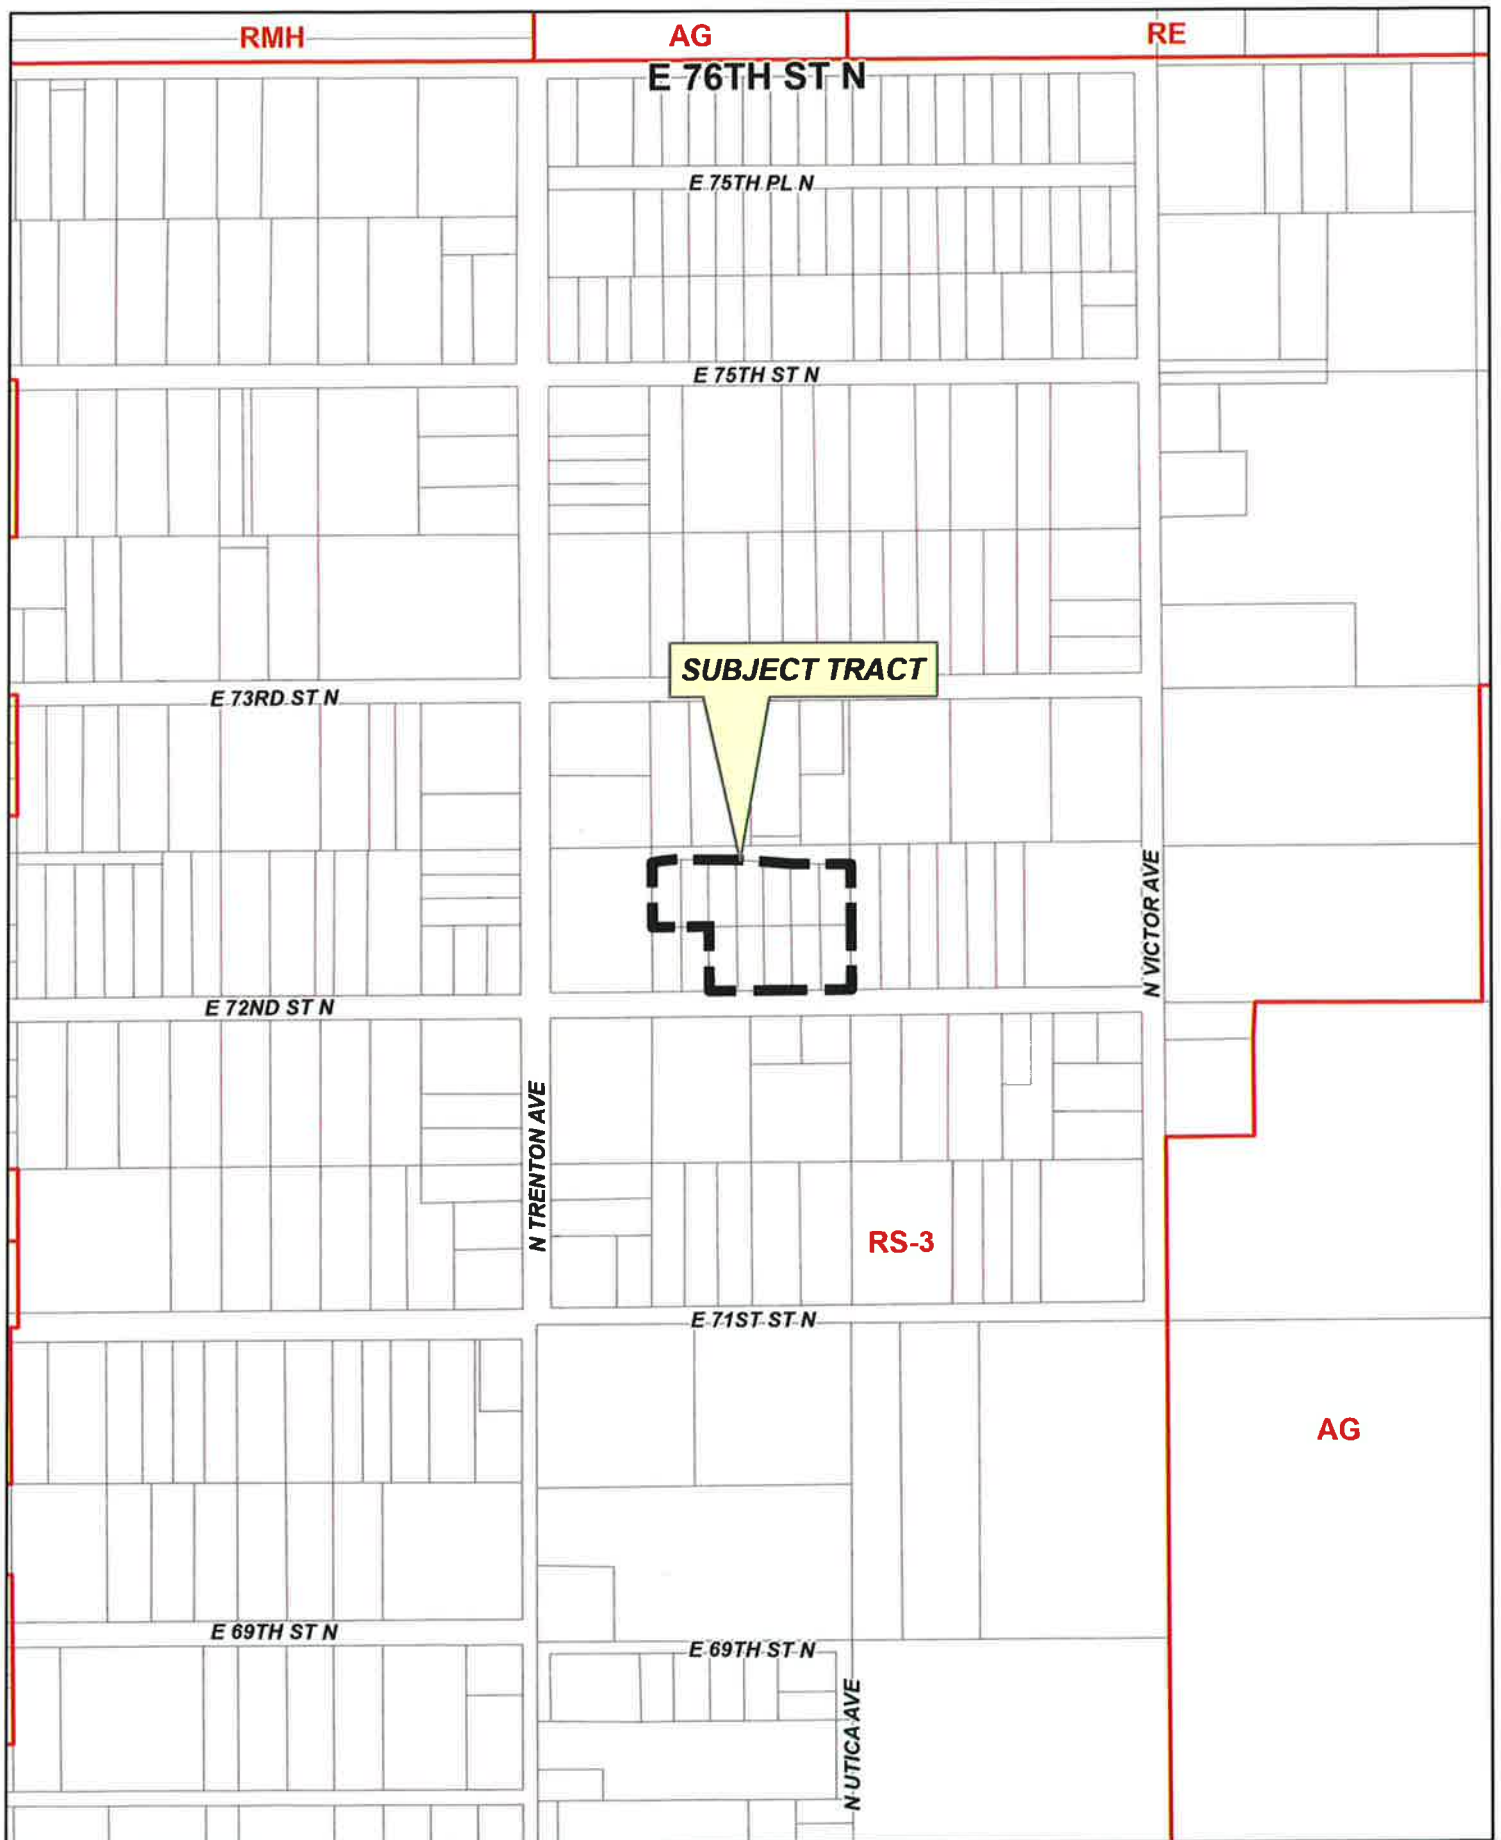 RMH
AG
RE
E 76TH ST N
E 75TH PL N
E 75TH ST N
SUBJECT TRACT
E 73RD ST N
N VICTOR AVE
E 72ND ST N
N TRENTON AVE
RS-3
E 71ST ST N
AG
E 69TH ST N
E 69TH ST N
N UTICA AVE